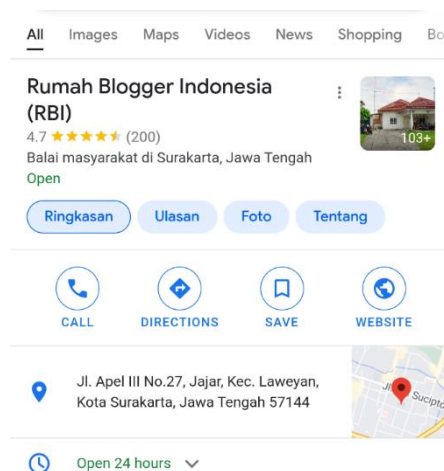 All Images Maps Videos News Shopping Bo
Rumah Blogger Indonesia
(RBI)
4.7 ★★★★★ (200)
Balai masyarakat di Surakarta, Jawa Tengah
Open
103+
Ringkasan Ulasan Foto Tentang
CALL DIRECTIONS SAVE WEBSITE
Jl. Apel III No.27, Jajar, Kec. Laweyan,
Kota Surakarta, Jawa Tengah 57144
Open 24 hours